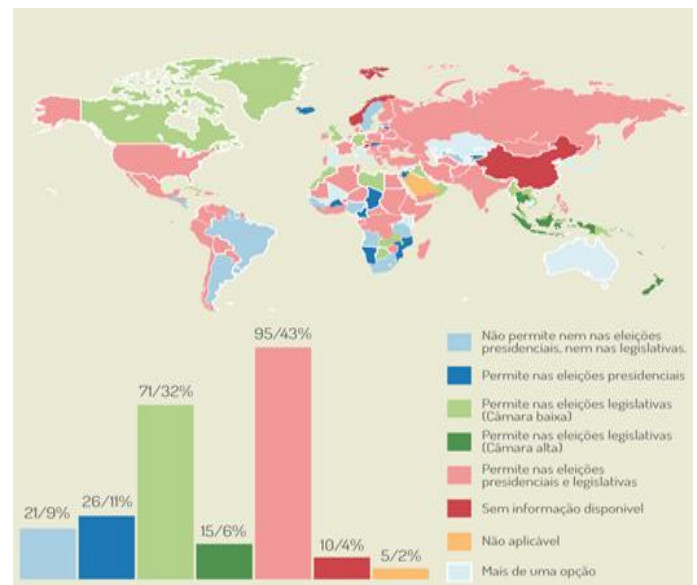 95/43%
71/32%
21/9%
26/11%
15/6%
10/4%
5/2%
Não permite nem nas eleições
presidenciais, nem nas legislativas.
Permite nas eleições presidenciais
Permite nas eleições legislativas
(Câmara baixa)
Permite nas eleições legislativas
(Câmara alta)
Permite nas eleições
presidenciais e legislativas
Sem informação disponivel
Não aplicável
Mais de uma opção